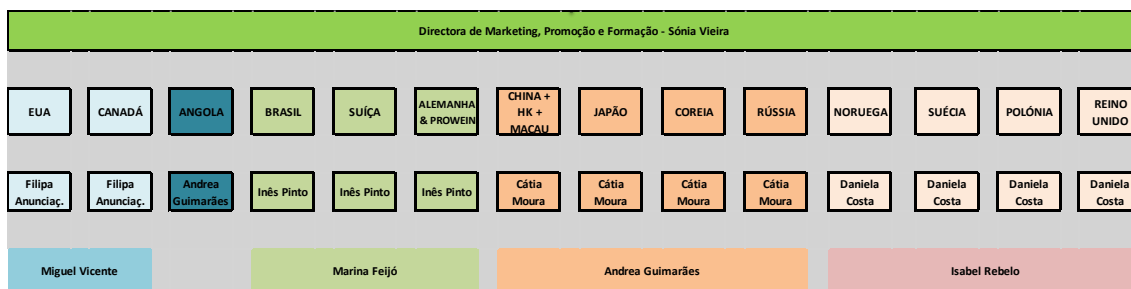 Directora de Marketing, Promoção e Formação - Sónia Vieira
EUA
CANADÁ
ANGOLA
BRASIL
SUÍÇA
ALEMANHA
& PROWEIN
CHINA +
HK +
MACAU
JAPÃO
COREIA
RÚSSIA
NORUEGA
SUÉCIA
POLÓNIA
REINO
UNIDO
Filipa
Anunciaç.
Filipa
Anunciaç.
Andrea
Guimarães
Inês Pinto
Inês Pinto
Inês Pinto
Cátia
Moura
Cátia
Moura
Cátia
Moura
Cátia
Moura
Daniela
Costa
Daniela
Costa
Daniela
Costa
Daniela
Costa
Miguel Vicente
Marina Feijó
Andrea Guimarães
Isabel Rebelo